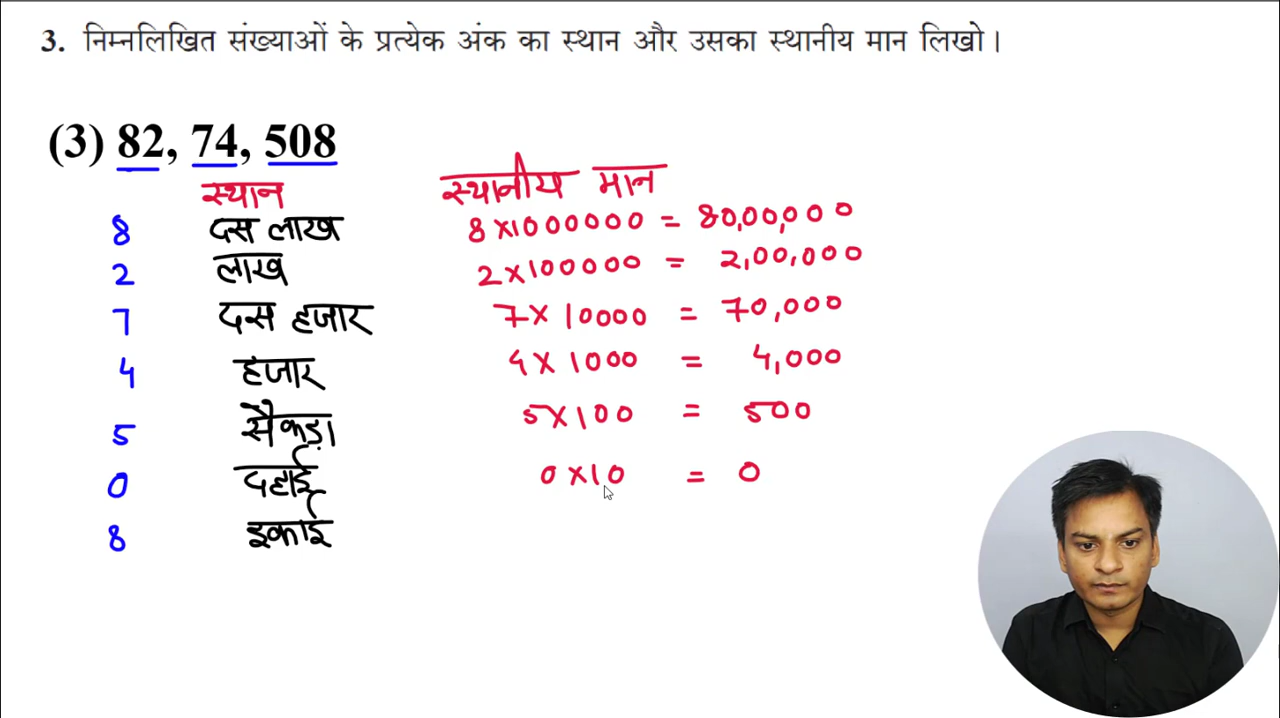 3. निम्नलिखित संख्याओं के प्रत्येक अंक का स्थान और उसका स्थानीय मान लिखो।
(3) 82, 74, 508
स्थान स्थानीय मान
8 दस लाख 8×1000000 = 80,00,000
2 लाख 2×100000 = 2,00,000
7 दस हजार 7×10000 = 70,000
4 हजार 4×1000 = 4,000
5 सैकड़ा 5×100 = 500
0 दहाई 0×10 = 0
8 इकाई